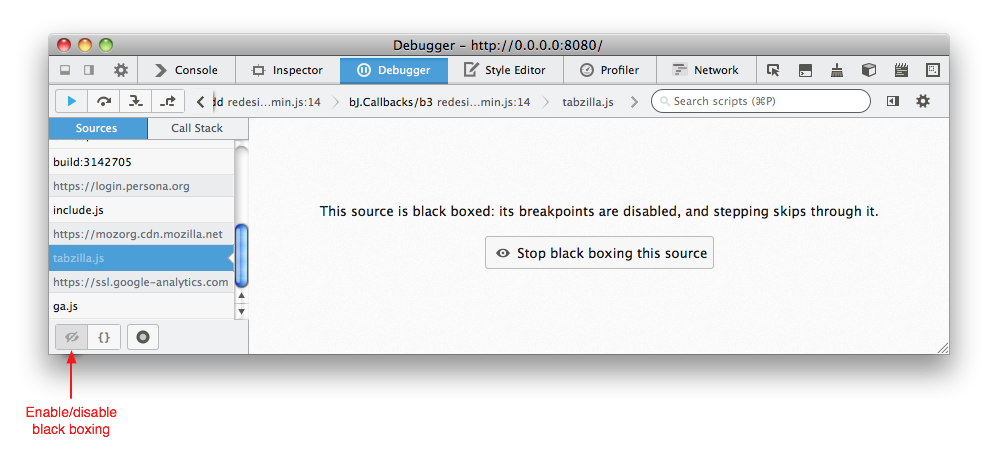 Debugger – http://0.0.0.0:8080/
Console Inspector Debugger Style Editor Profiler Network
redesi...min.js:14 bJ.Callbacks/b3 redesi...min.js:14 tabzilla.js Search scripts (⌘P)
Sources Call Stack
build:3142705
https://login.persona.org
include.js
https://mozorg.cdn.mozilla.net
tabzilla.js
https://ssl.google-analytics.com
ga.js
{}
This source is black boxed: its breakpoints are disabled, and stepping skips through it.
Stop black boxing this source
Enable/disable
black boxing